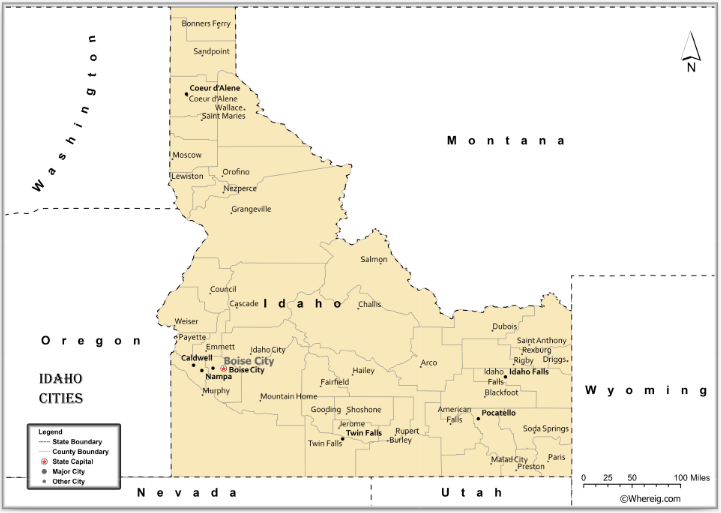 Bonners Ferry
Sandpoint
Coeur d'Alene
Coeur d'Alene
Wallace
Saint Maries
Washington
Montana
N
Moscow
Lewiston
Orofino
Nezperce
Grangeville
Salmon
Council
Cascade
Idaho
Challis
Weiser
Payette
Emmett
Idaho City
Caldwell
Boise City
Boise City
Nampa
Murphy
Mountain Home
Oregon
IDAHO
CITIES
Dubois
Saint Anthony
Rexburg
Rigby
Driggs
Arco
Hailey
Fairfield
Idaho
Falls
Idaho Falls
Blackfoot
Wyoming
Gooding
Shoshone
Jerome
Twin Falls
Twin Falls
Rupert
Burley
American
Falls
Pocatello
Soda Springs
Malad City
Preston
Paris
Legend
State Boundary
County Boundary
State Capital
Major City
Other City
Nevada
Utah
0 25 50 100 Miles
©Whereig.com